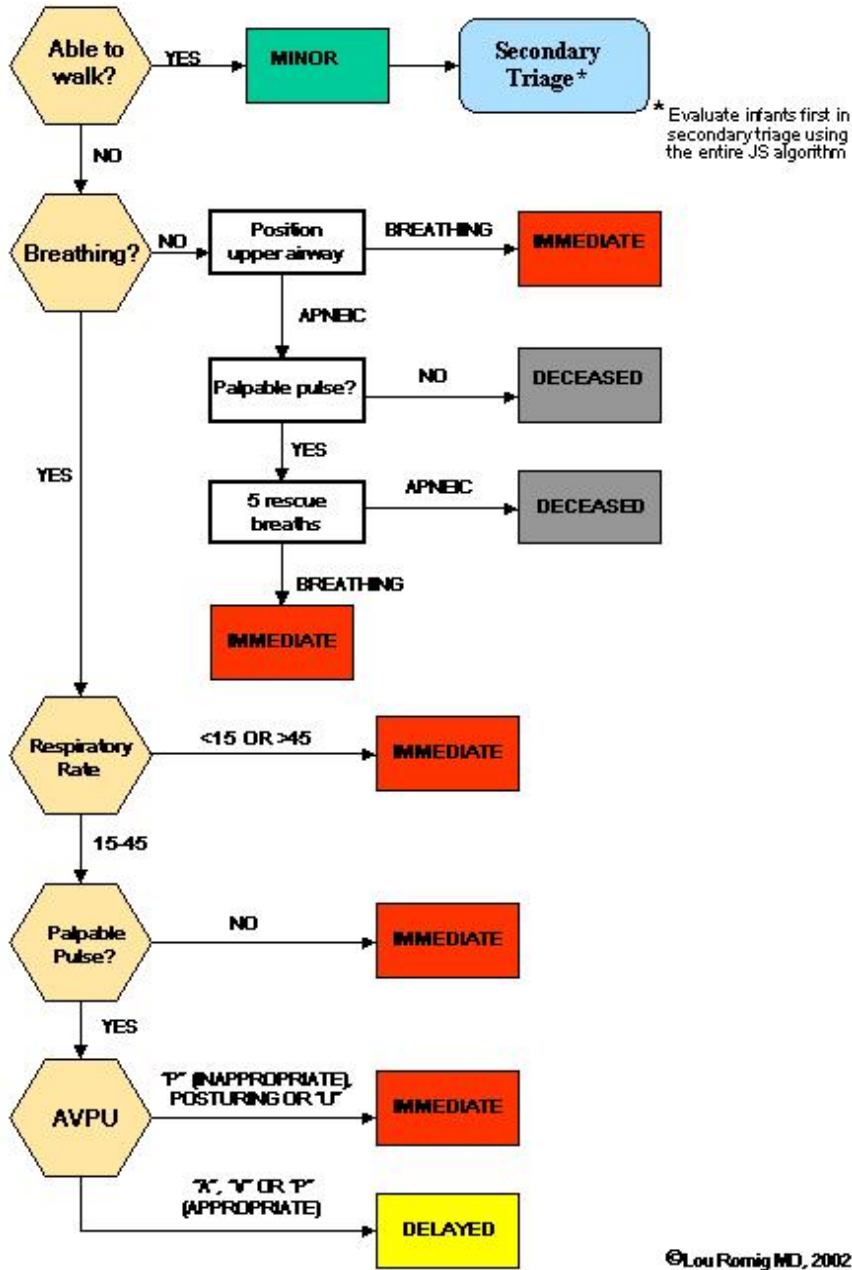 Able to
walk?
YES
MINOR
Secondary
Triage*
* Evaluate infants first in
secondary triage using
the entire JS algorithm
NO
Breathing?
NO
Position
upper airway
BREATHING
IMMEDIATE
APNEIC
Palpable pulse?
NO
DECEASED
YES
YES
5 rescue
breaths
APNEIC
DECEASED
BREATHING
IMMEDIATE
Respiratory
Rate
<15 OR >45
IMMEDIATE
15-45
Palpable
Pulse?
NO
IMMEDIATE
YES
AVPU
"P" (INAPPROPRIATE),
POSTURING OR "U"
IMMEDIATE
"A", "V" OR "P"
(APPROPRIATE)
DELAYED
©Lou Romig MD, 2002